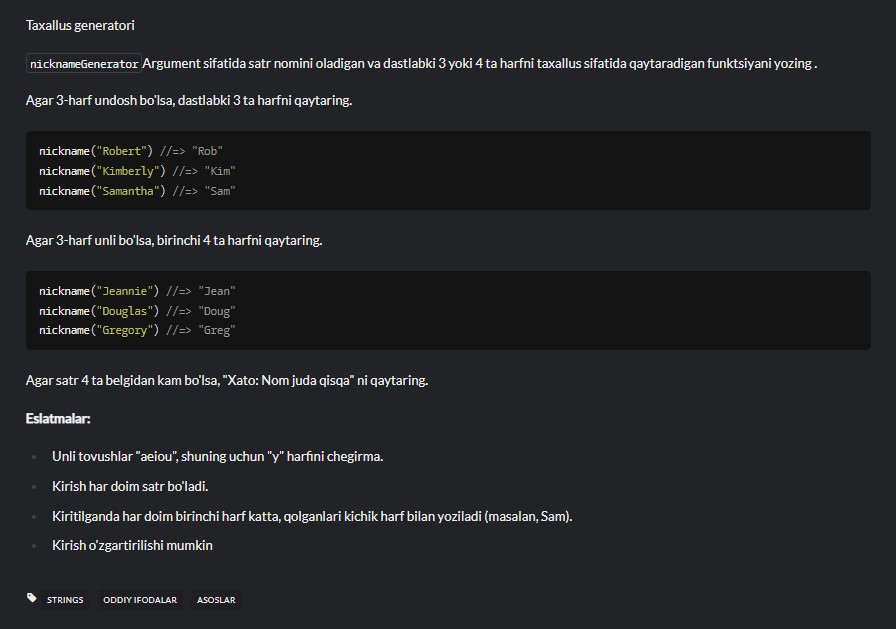 Taxallus generatori
nicknameGenerator Argument sifatida satr nomini oladigan va dastlabki 3 yoki 4 ta harfni taxallus sifatida qaytaradigan funktsiyani yozing .
Agar 3-harf undosh bo'lsa, dastlabki 3 ta harfni qaytaring.
nickname("Robert") //=> "Rob"
nickname("Kimberly") //=> "Kim"
nickname("Samantha") //=> "Sam"
Agar 3-harf unli bo'lsa, birinchi 4 ta harfni qaytaring.
nickname("Jeannie") //=> "Jean"
nickname("Douglas") //=> "Doug"
nickname("Gregory") //=> "Greg"
Agar satr 4 ta belgidan kam bo'lsa, "Xato: Nom juda qisqa" ni qaytaring.
Eslatmalar:
Unli tovushlar "aeiou", shuning uchun "y" harfini chegirma.
Kirish har doim satr bo'ladi.
Kiritilganda har doim birinchi harf katta, qolganlari kichik harf bilan yoziladi (masalan, Sam).
Kirish o'zgartirilishi mumkin
STRINGS ODDIY IFODALAR ASOSLAR